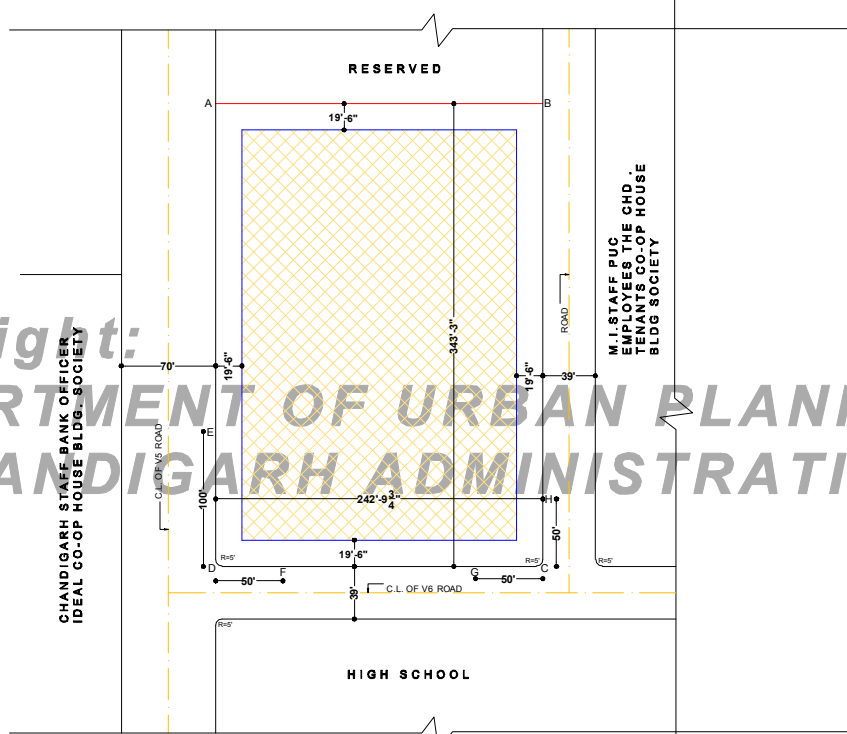 RESERVED
A
B
19'-6"
M.I.STAFF PUC
EMPLOYEES THE CHD .
TENANTS CO-OP HOUSE
BLDG SOCIETY
ROAD
343'-3"
ight:
70'
19'-6"
19'-6"
39'
CHANDIGARH STAFF BANK OFFICER
IDEAL CO-OP HOUSE BLDG. SOCIETY
RTMENT OF URBAN PLANN
E
C.L. OF V5 ROAD
ANDIGARH ADMINISTRATI
100'
242'-9 3/4"
H
50'
19'-6"
R=5'
R=5'
R=5'
D
F
G
C
50'
50'
39'
C.L. OF V6 ROAD
R=5'
HIGH SCHOOL